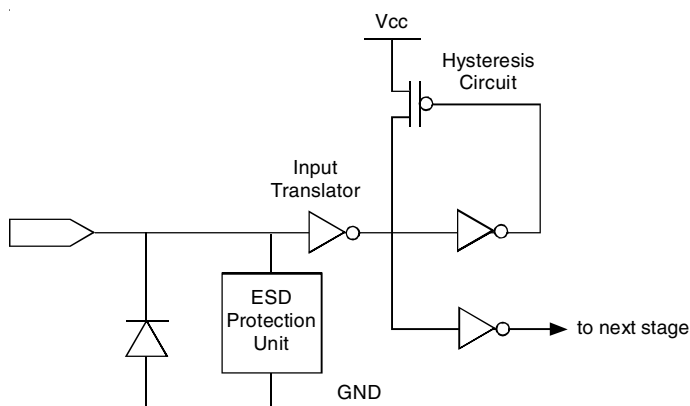 Vcc
Hysteresis
Circuit
Input
Translator
ESD
Protection
Unit
to next stage
GND